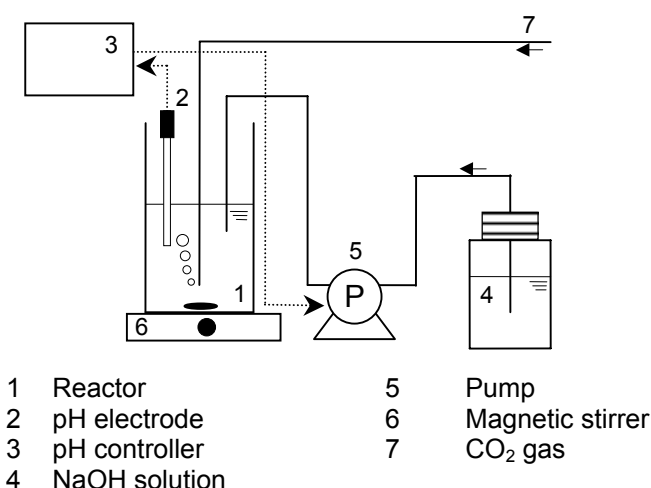 7
3
2
5
P
4
1
6
1 Reactor
2 pH electrode
3 pH controller
4 NaOH solution
5 Pump
6 Magnetic stirrer
7 CO₂ gas